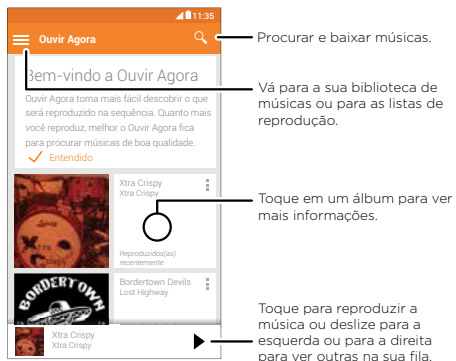 11:35
Ouvir Agora
Procurar e baixar músicas.
Bem-vindo a Ouvir Agora
Ouvir Agora torna mais fácil descobrir o que
será reproduzido na sequência. Quanto mais
você reproduz, melhor o Ouvir Agora fica
para procurar músicas de boa qualidade.
Entendido
Vá para a sua biblioteca de
músicas ou para as listas de
reprodução.
Xtra Crispy
Xtra Crispy
Reproduzidos(as)
recentemente
Toque em um álbum para ver
mais informações.
BORDERTOWN
Bordertown Devils
Lost Highway
Xtra Crispy
Xtra Crispy
Toque para reproduzir a
música ou deslize para a
esquerda ou para a direita
para ver outras na sua fila.